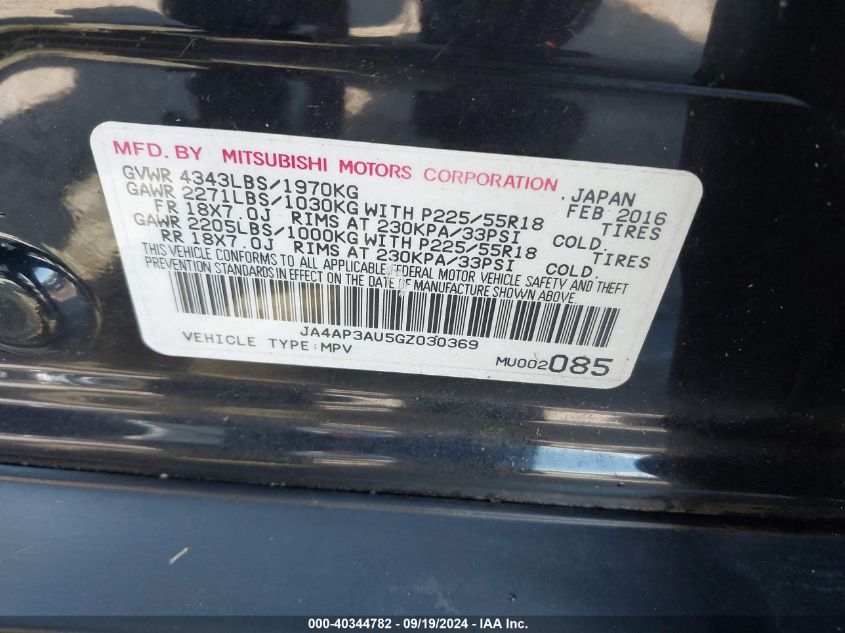 MFD. BY MITSUBISHI MOTORS CORPORATION
GVWR 4343LBS/1970KG JAPAN
GAWR 2271LBS/1030KG WITH P225/55R18 FEB 2016
FR 18X7.0J RIMS AT 230KPA/33PSI COLD. TIRES
GAWR 2205LBS/1000KG WITH P225/55R18
RR 18X7.0J RIMS AT 230KPA/33PSI COLD. TIRES
THIS VEHICLE CONFORMS TO ALL APPLICABLE FEDERAL MOTOR VEHICLE SAFETY AND THEFT
PREVENTION STANDARDS IN EFFECT ON THE DATE OF MANUFACTURE SHOWN ABOVE.
JA4AP3AU5GZ030369
VEHICLE TYPE:MPV MU002085
000-40344782 - 09/19/2024 - IAA Inc.